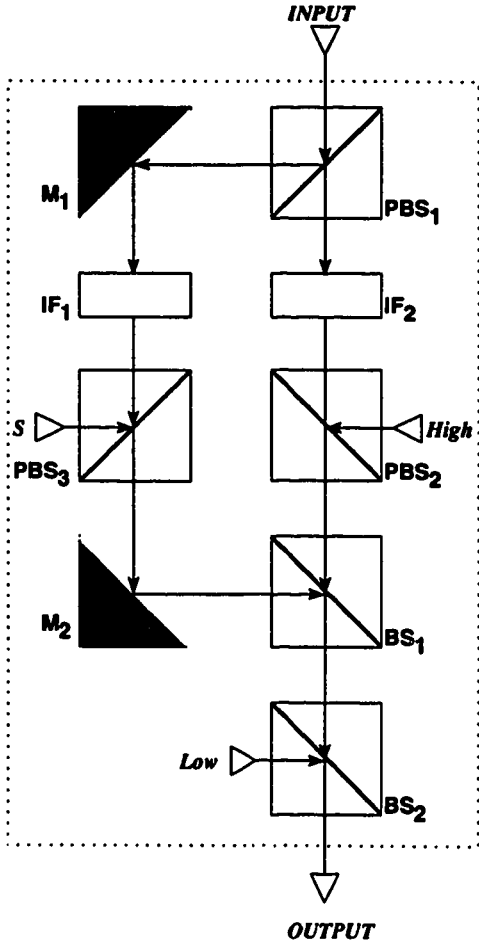 INPUT
M1
PBS1
IF1
IF2
S
High
PBS3
PBS2
M2
BS1
Low
BS2
OUTPUT